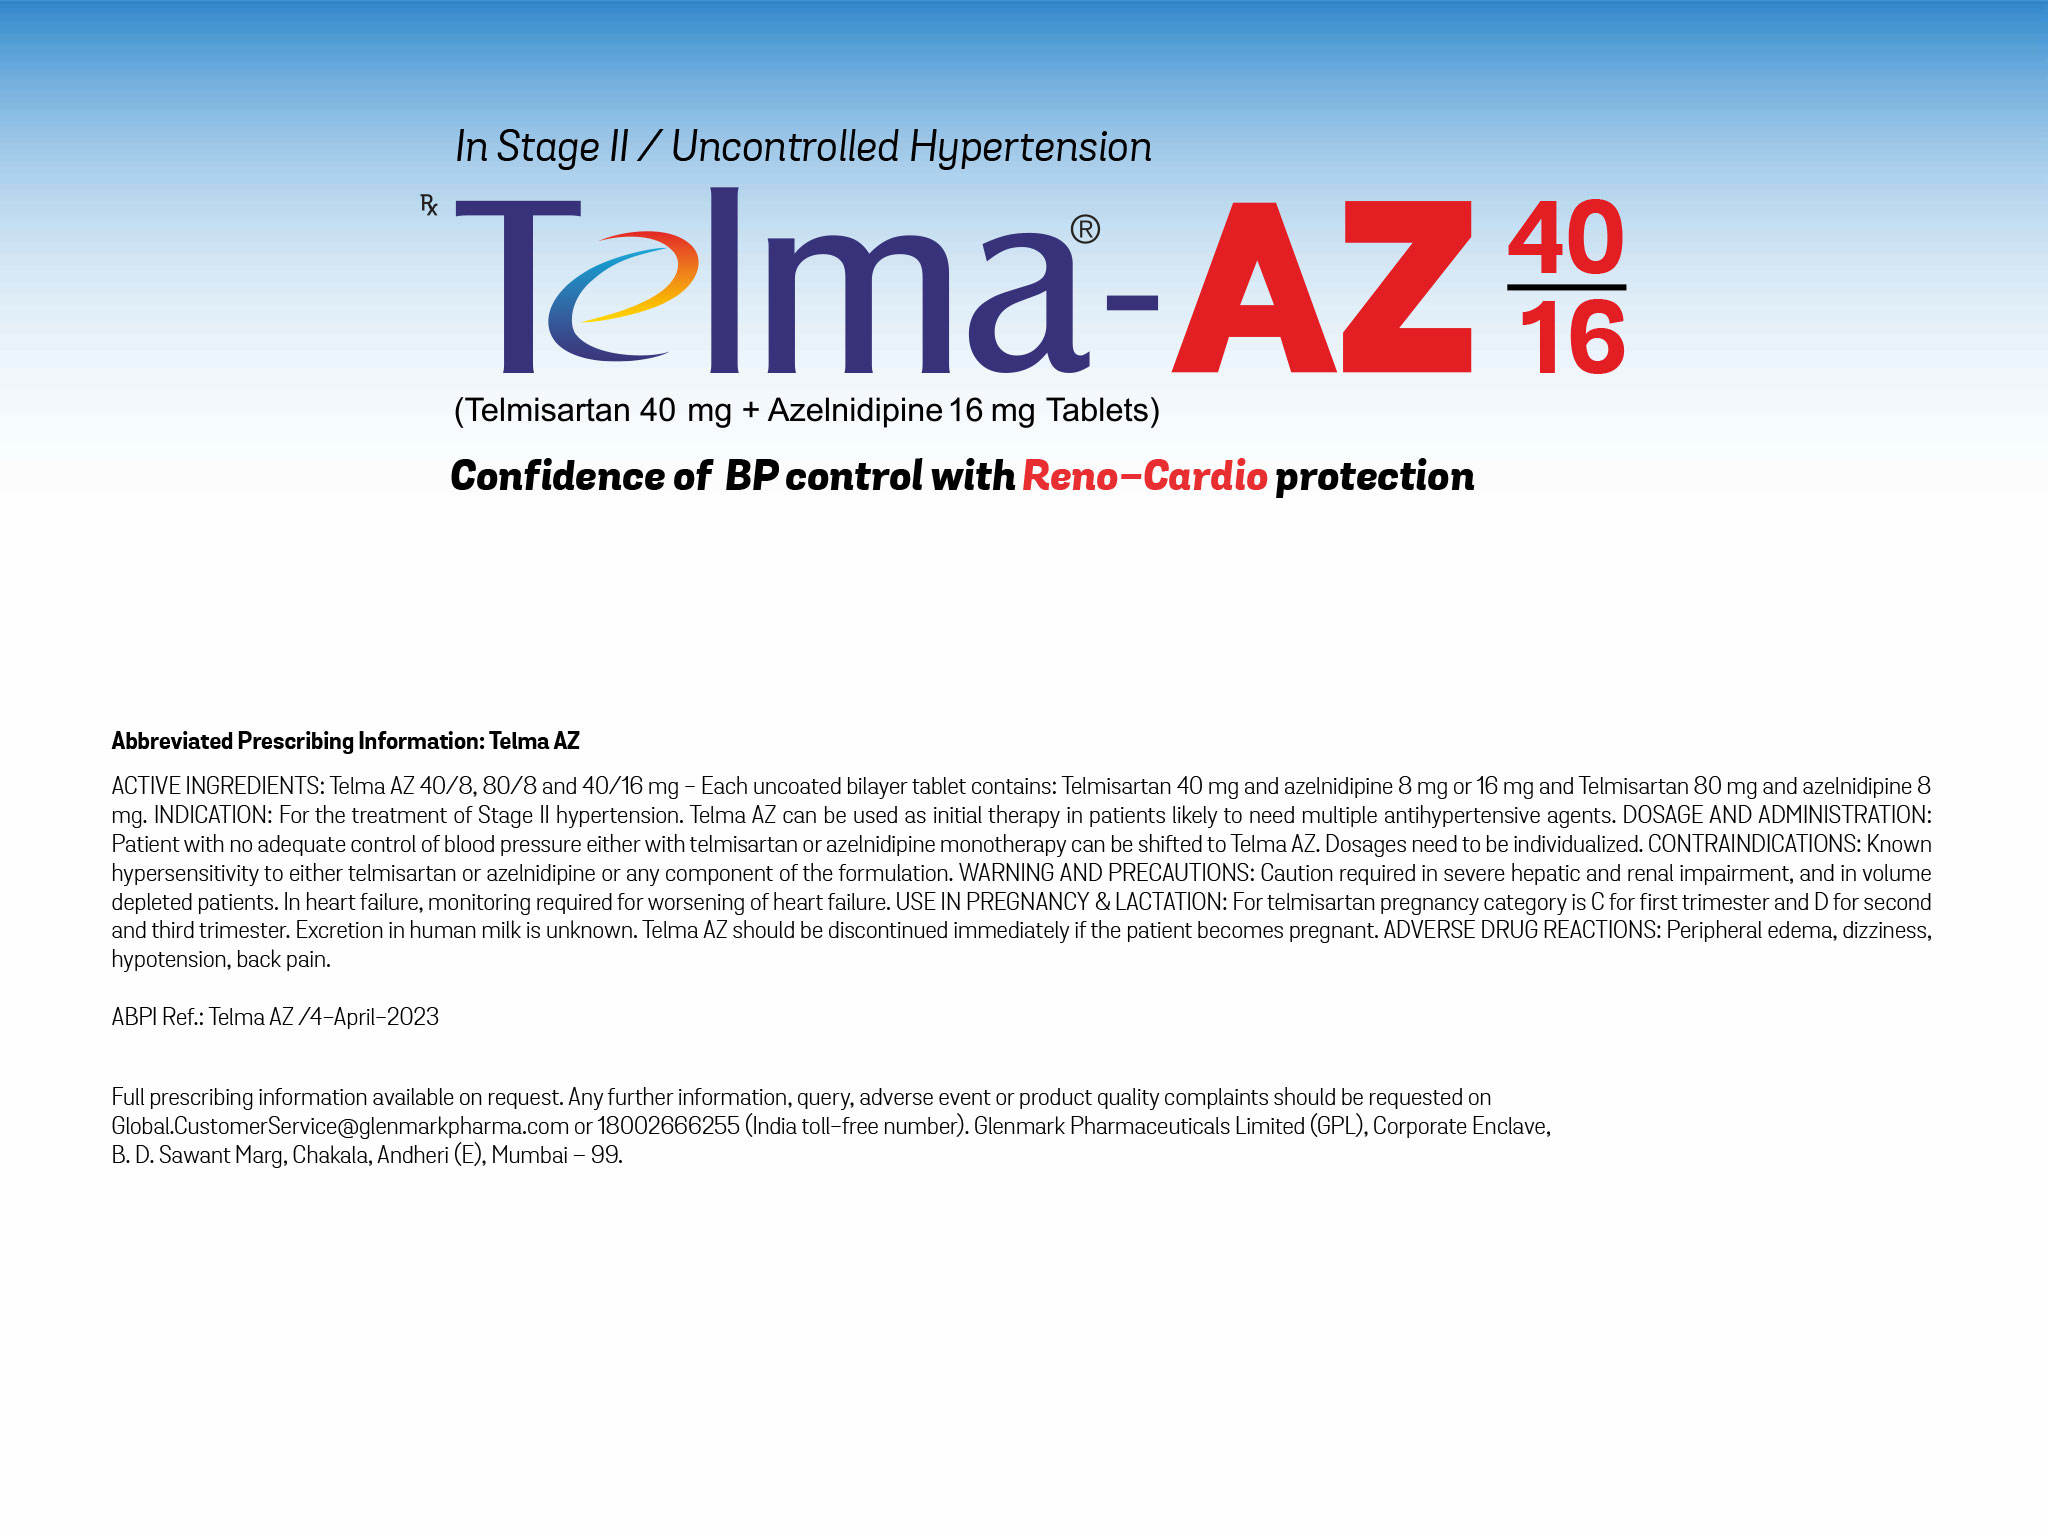 In Stage II / Uncontrolled Hypertension
Rx Telma®-AZ 40
16
(Telmisartan 40 mg + Azelnidipine 16 mg Tablets)
Confidence of BP control with Reno-Cardio protection
Abbreviated Prescribing Information: Telma AZ
ACTIVE INGREDIENTS: Telma AZ 40/8, 80/8 and 40/16 mg - Each uncoated bilayer tablet contains: Telmisartan 40 mg and azelnidipine 8 mg or 16 mg and Telmisartan 80 mg and azelnidipine 8
mg. INDICATION: For the treatment of Stage II hypertension. Telma AZ can be used as initial therapy in patients likely to need multiple antihypertensive agents. DOSAGE AND ADMINISTRATION:
Patient with no adequate control of blood pressure either with telmisartan or azelnidipine monotherapy can be shifted to Telma AZ. Dosages need to be individualized. CONTRAINDICATIONS: Known
hypersensitivity to either telmisartan or azelnidipine or any component of the formulation. WARNING AND PRECAUTIONS: Caution required in severe hepatic and renal impairment, and in volume
depleted patients. In heart failure, monitoring required for worsening of heart failure. USE IN PREGNANCY & LACTATION: For telmisartan pregnancy category is C for first trimester and D for second
and third trimester. Excretion in human milk is unknown. Telma AZ should be discontinued immediately if the patient becomes pregnant. ADVERSE DRUG REACTIONS: Peripheral edema, dizziness,
hypotension, back pain.
ABPI Ref.: Telma AZ /4-April-2023
Full prescribing information available on request. Any further information, query, adverse event or product quality complaints should be requested on
Global.CustomerService@glenmarkpharma.com or 18002666255 (India toll-free number). Glenmark Pharmaceuticals Limited (GPL), Corporate Enclave,
B. D. Sawant Marg, Chakala, Andheri (E), Mumbai – 99.